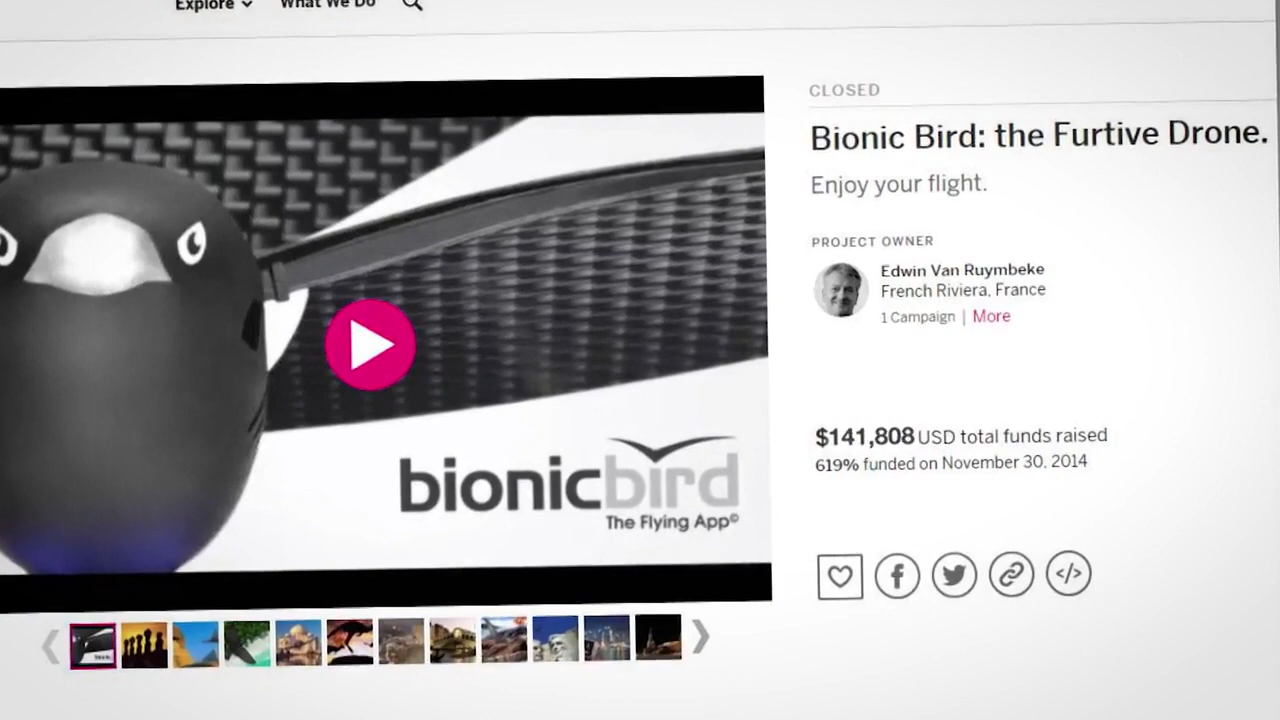 Explore What We Do
CLOSED
Bionic Bird: the Furtive Drone.
Enjoy your flight.
PROJECT OWNER
Edwin Van Ruymbeke
French Riviera, France
1 Campaign | More
$141,808 USD total funds raised
619% funded on November 30, 2014
bionicbird
The Flying App©